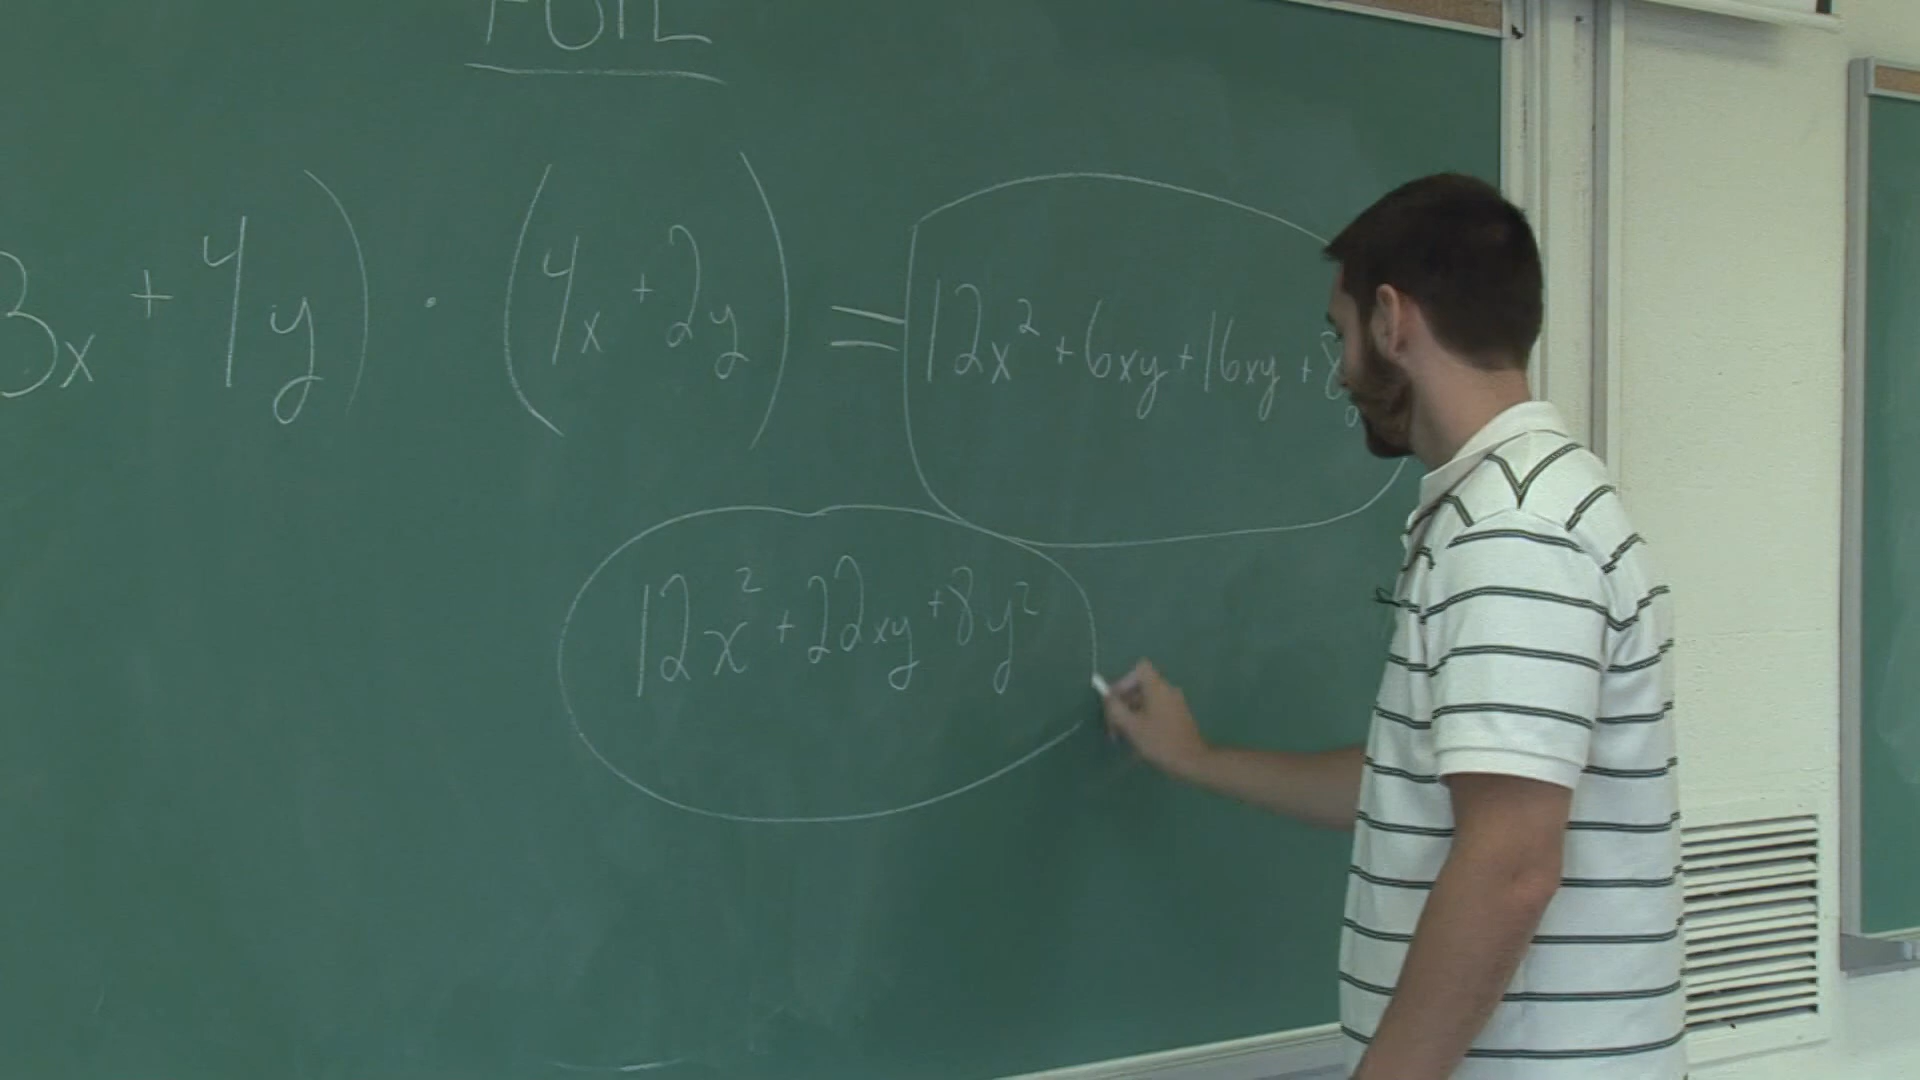 FOIL
3x + 4y) · (4x + 2y) = 12x² + 6xy + 16xy + 8
12x² + 22xy + 8y²